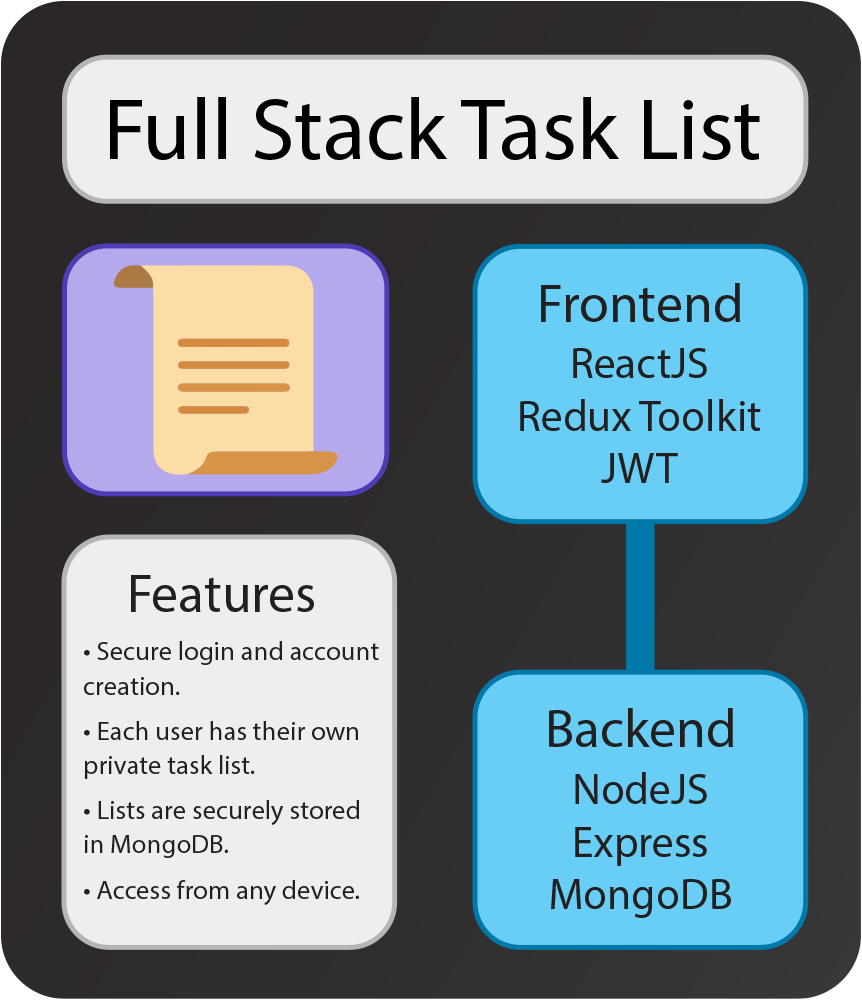 Full Stack Task List
Frontend
ReactJS
Redux Toolkit
JWT
Features
• Secure login and account
creation.
• Each user has their own
private task list.
• Lists are securely stored
in MongoDB.
• Access from any device.
Backend
NodeJS
Express
MongoDB